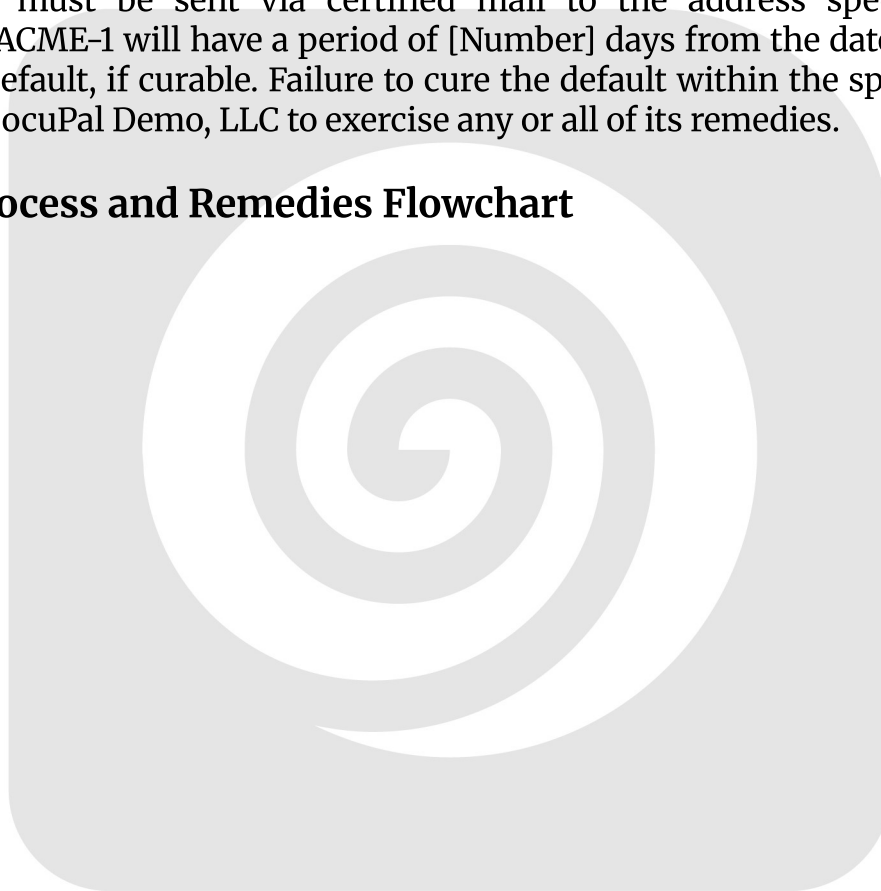 must be sent via certified mail to the address spe
ACME-1 will have a period of [Number] days from the date
efault, if curable. Failure to cure the default within the sp
ocuPal Demo, LLC to exercise any or all of its remedies.
ocess and Remedies Flowchart